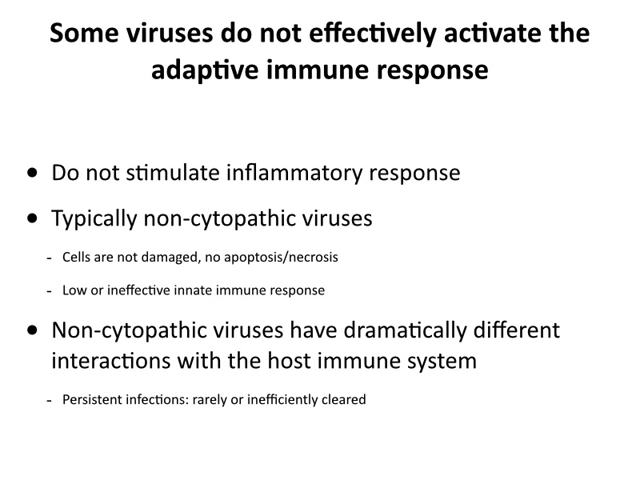 Some viruses do not effectively activate the
adaptive immune response
• Do not stimulate inflammatory response
• Typically non-cytopathic viruses
- Cells are not damaged, no apoptosis/necrosis
- Low or ineffective innate immune response
• Non-cytopathic viruses have dramatically different
interactions with the host immune system
- Persistent infections: rarely or inefficiently cleared